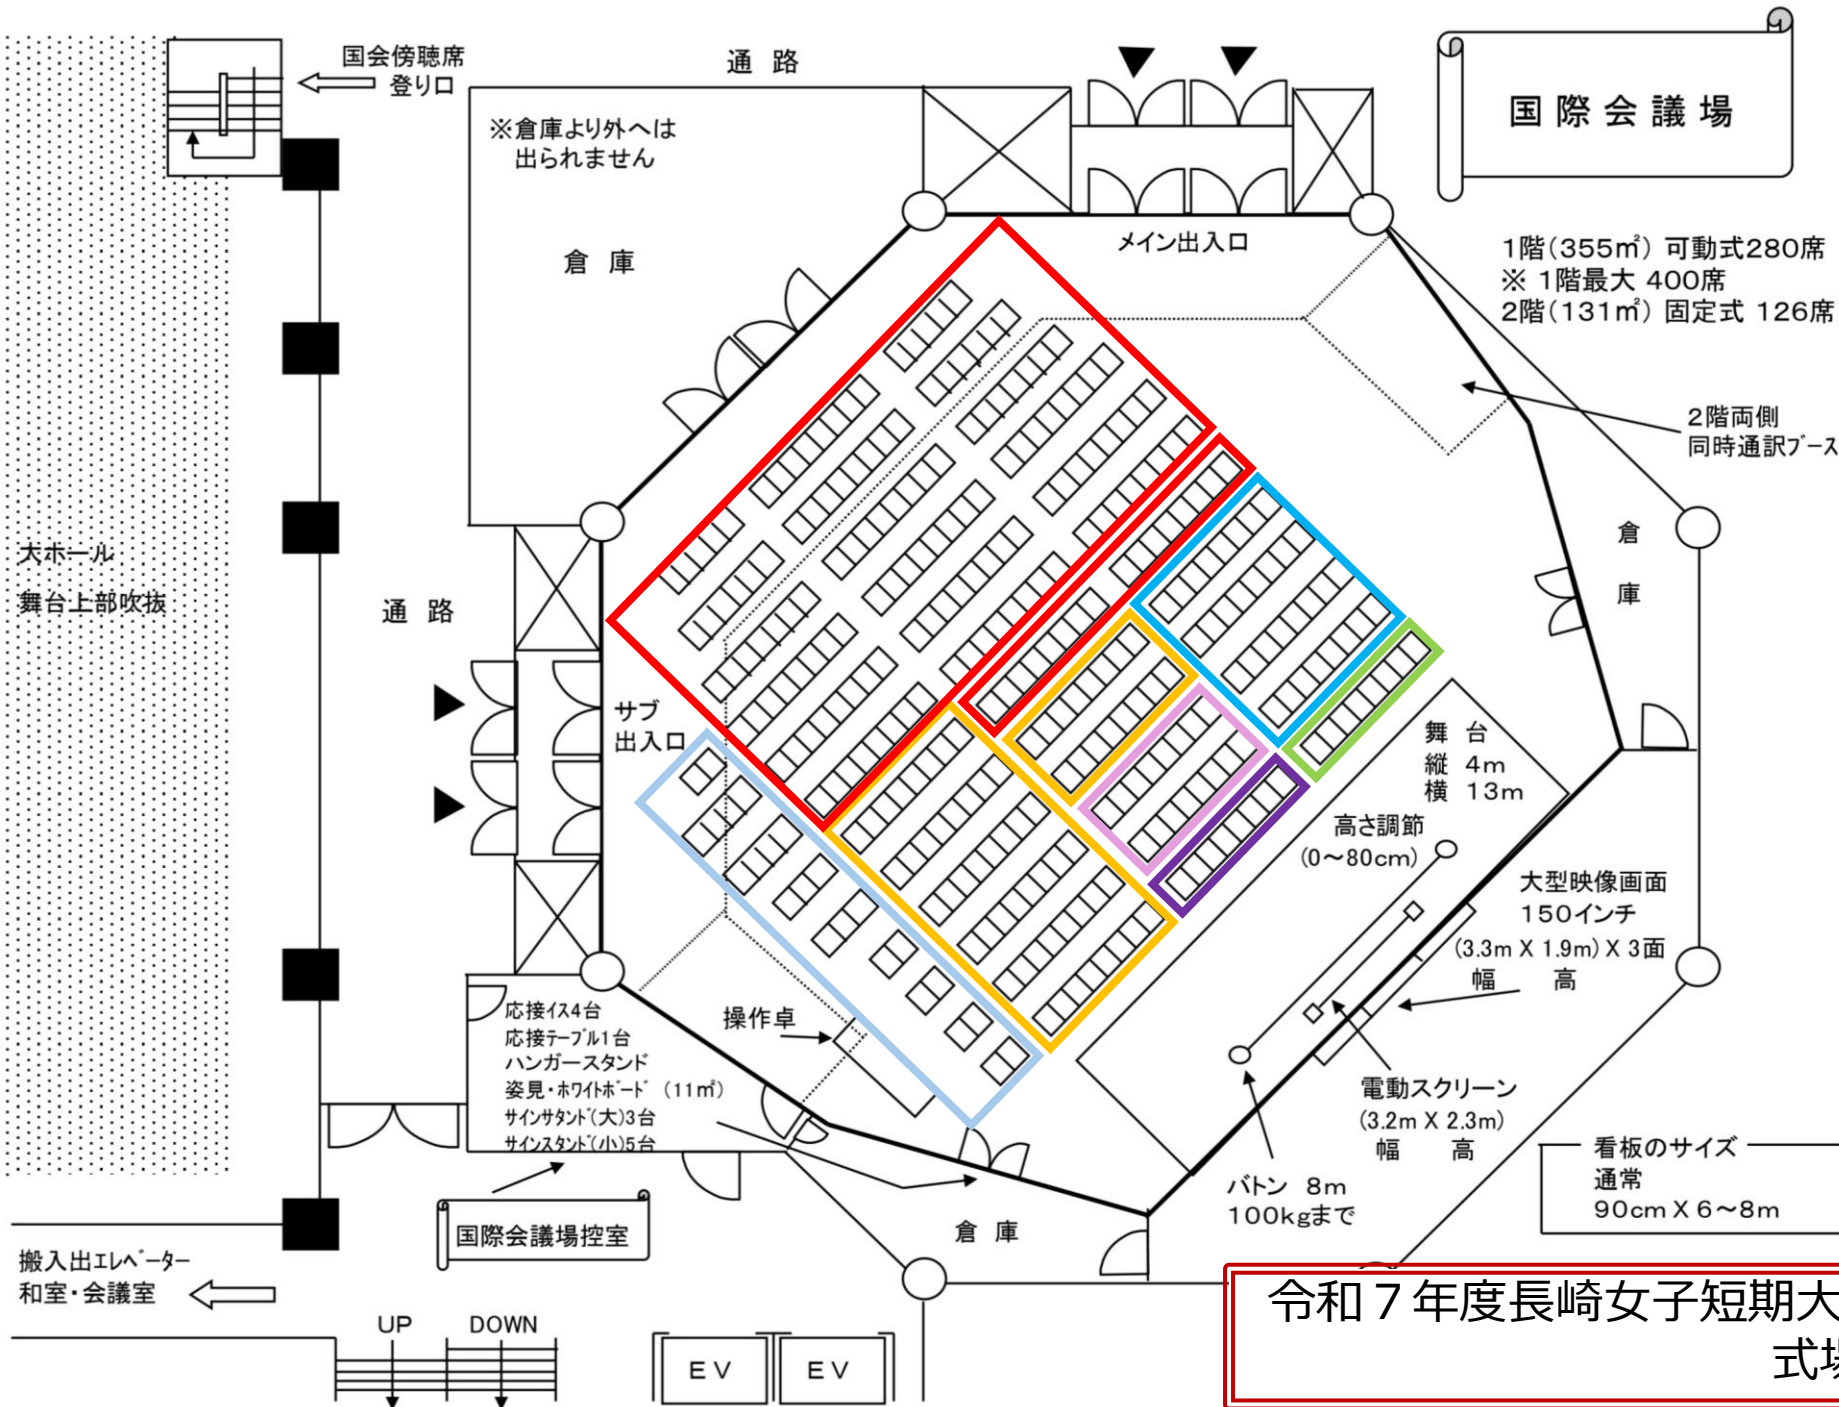 国会傍聴席
登り口
通 路
国 際 会 議 場
※倉庫より外へは
出られません
倉 庫
メイン出入口
1階(355㎡) 可動式280席
※ 1階最大 400席
2階(131㎡) 固定式 126席
2階両側
同時通訳ブース
倉
庫
大ホール
舞台上部吹抜
通 路
サブ
出入口
舞 台
縦 4m
横 13m
高さ調節
(0〜80cm)
大型映像画面
150インチ
(3.3m X 1.9m) X 3面
幅 高
操作卓
応接イス4台
応接テーブル1台
ハンガースタンド
姿見・ホワイトボード (11㎡)
サインサタンド(大)3台
サインスタンド(小)5台
電動スクリーン
(3.2m X 2.3m)
幅 高
バトン 8m
100kgまで
看板のサイズ
通常
90cm X 6〜8m
国際会議場控室
倉 庫
搬入出エレベーター
和室・会議室
UP
DOWN
EV
EV
令和7年度長崎女子短期大
式場